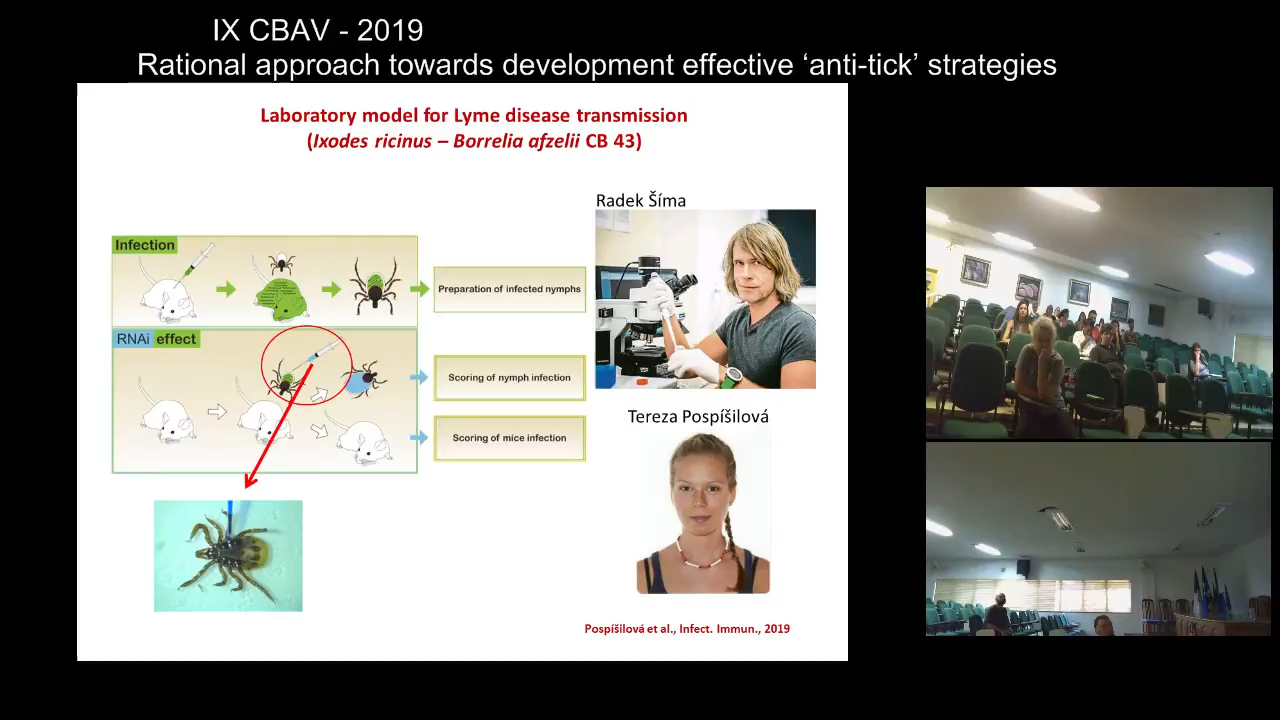 IX CBAV - 2019
Rational approach towards development effective ‘anti-tick’ strategies
Laboratory model for Lyme disease transmission
(Ixodes ricinus – Borrelia afzelii CB 43)
Radek Šíma
Infection
Preparation of infected nymphs
RNAi effect
Scoring of nymph infection
Scoring of mice infection
Tereza Pospíšilová
Pospíšilová et al., Infect. Immun., 2019